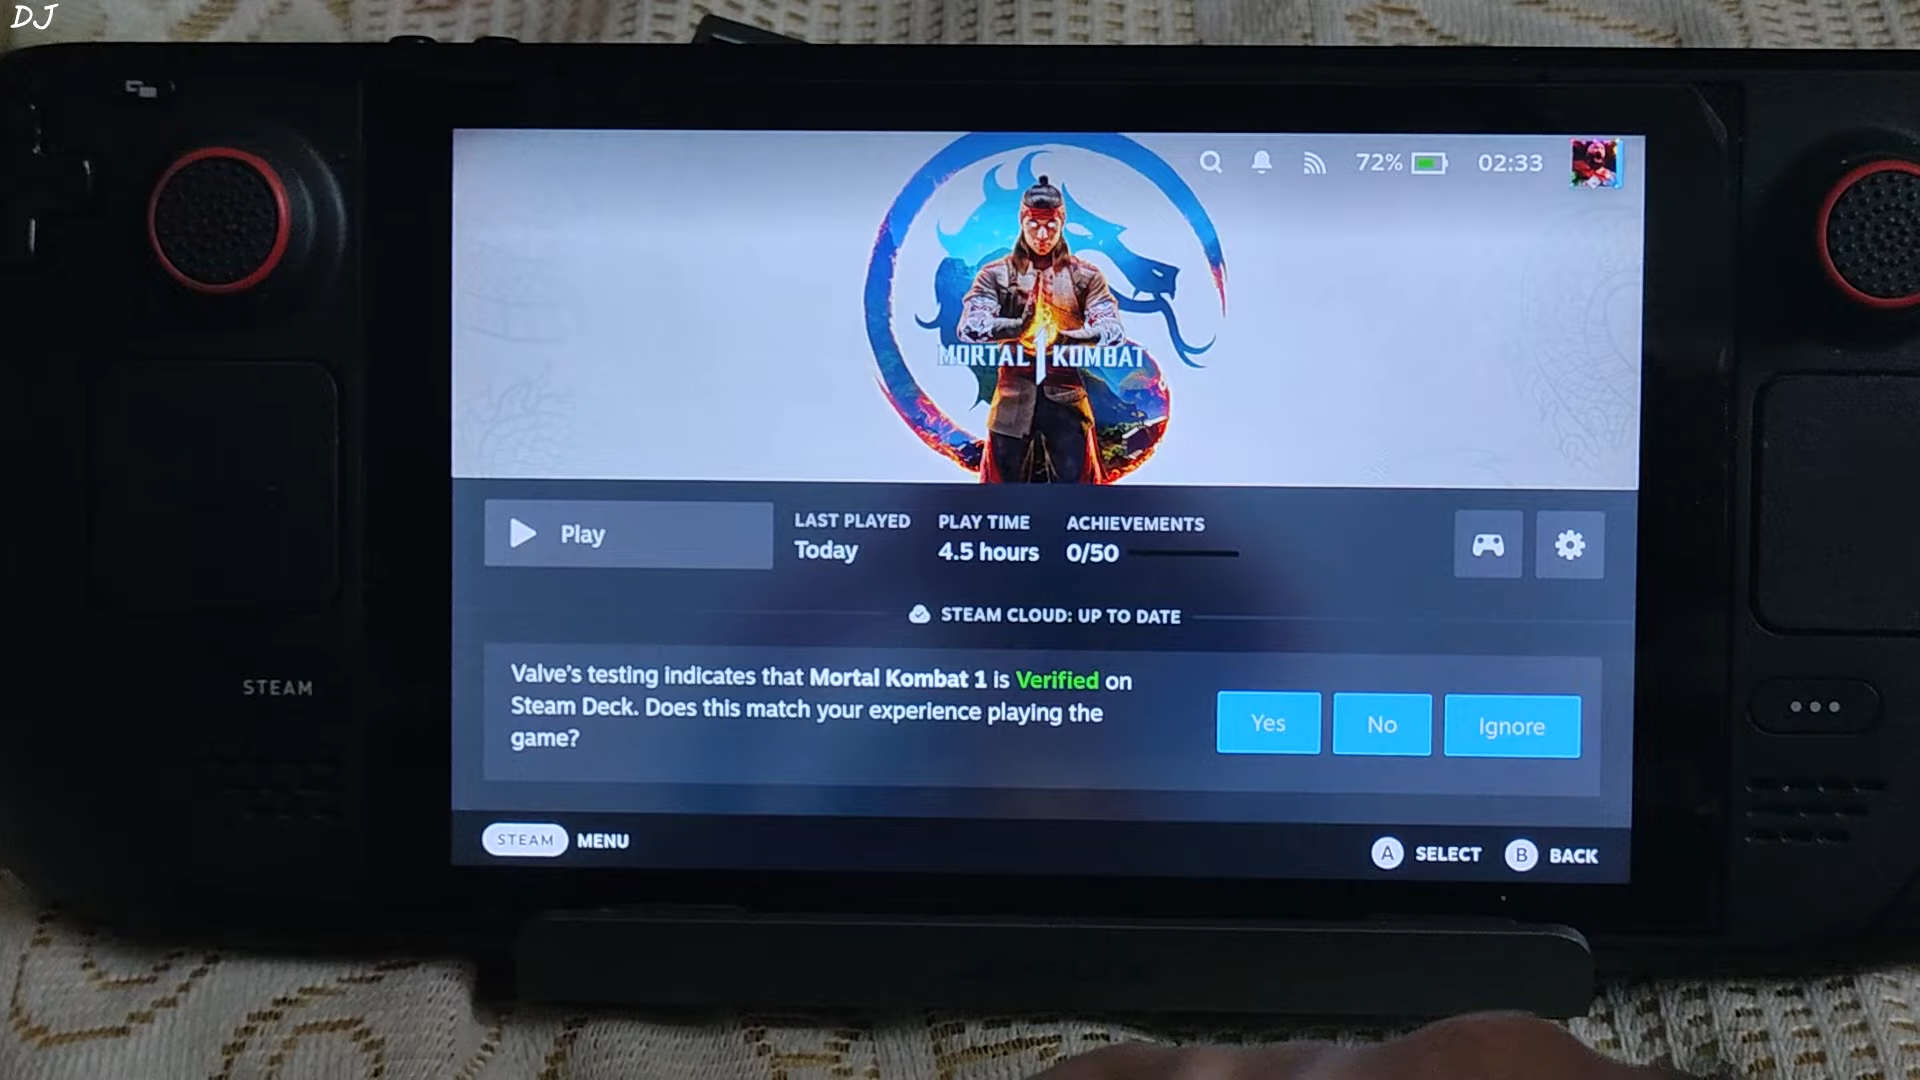 DJ
72% 02:33
MORTAL 1 KOMBAT
Play
LAST PLAYED
Today
PLAY TIME
4.5 hours
ACHIEVEMENTS
0/50
STEAM CLOUD: UP TO DATE
Valve's testing indicates that Mortal Kombat 1 is Verified on
Steam Deck. Does this match your experience playing the
game?
Yes
No
Ignore
STEAM
STEAM MENU
A SELECT B BACK